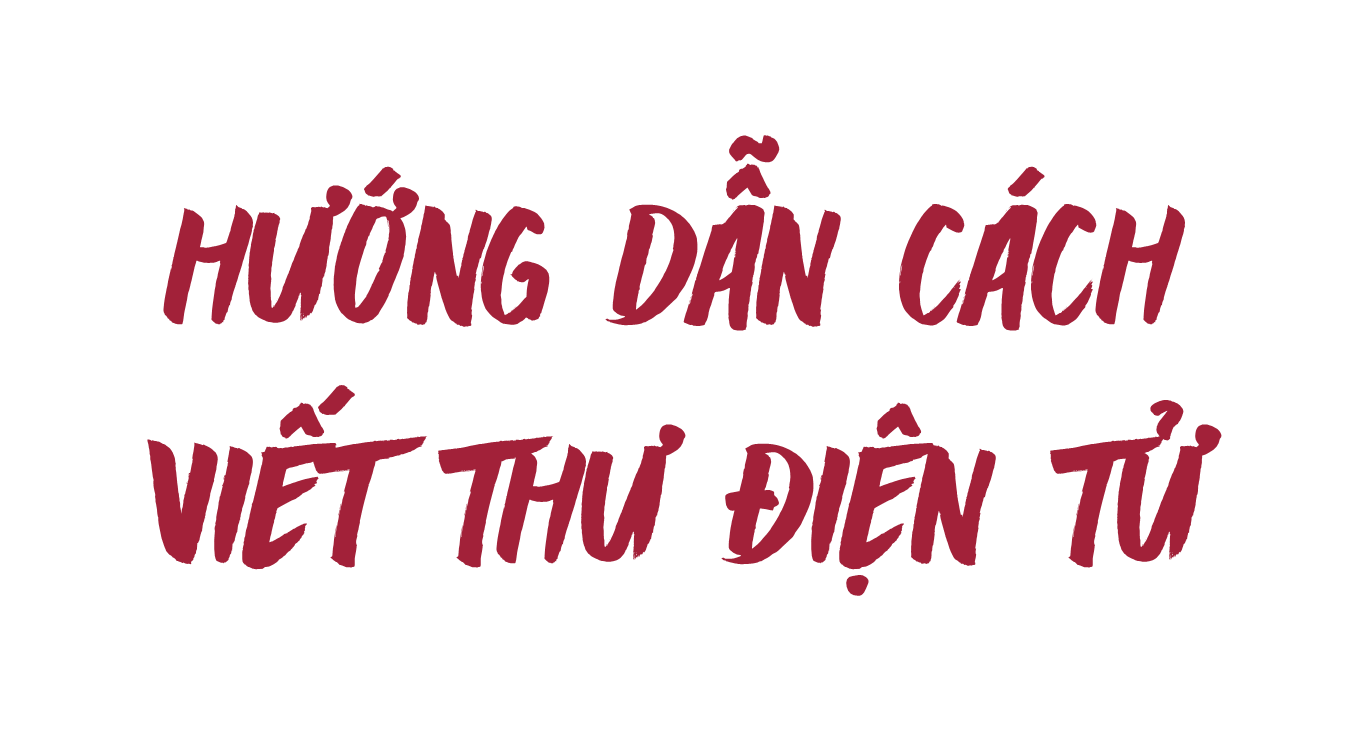 HƯỚNG DẪN CÁCH
VIẾT THƯ ĐIỆN TỬ